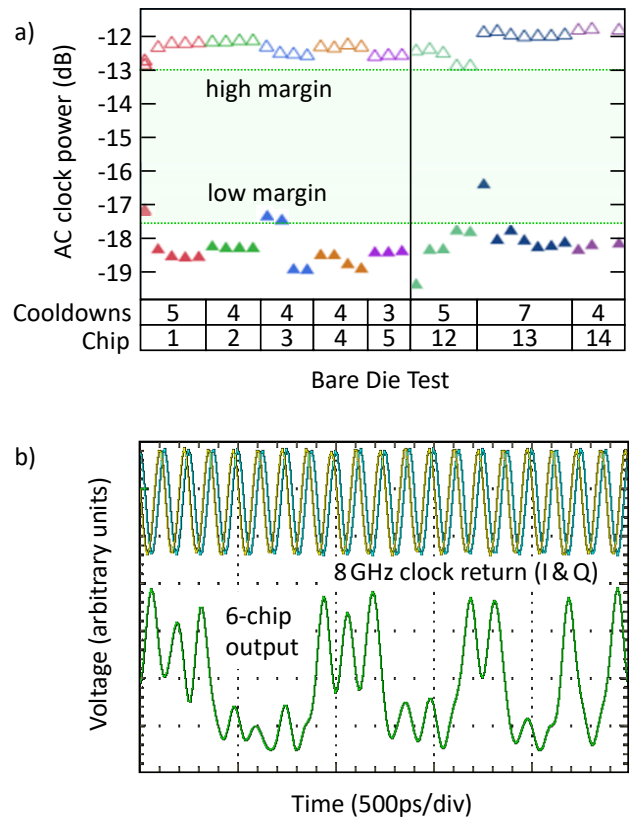 a)
AC clock power (dB)
-12
-13
-14
-15
-16
-17
-18
-19
high margin
low margin
Cooldowns 5 4 4 4 3 5 7 4
Chip 1 2 3 4 5 12 13 14
Bare Die Test
b)
Voltage (arbitrary units)
8 GHz clock return (I & Q)
6-chip
output
Time (500ps/div)